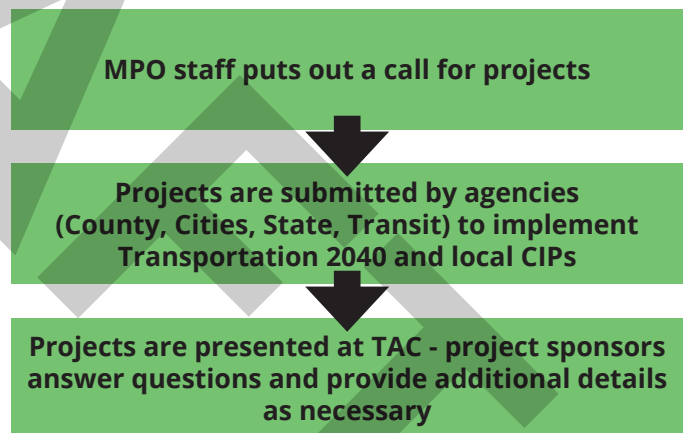 MPO staff puts out a call for projects
Projects are submitted by agencies
(County, Cities, State, Transit) to implement
Transportation 2040 and local CIPs
Projects are presented at TAC - project sponsors
answer questions and provide additional details
as necessary